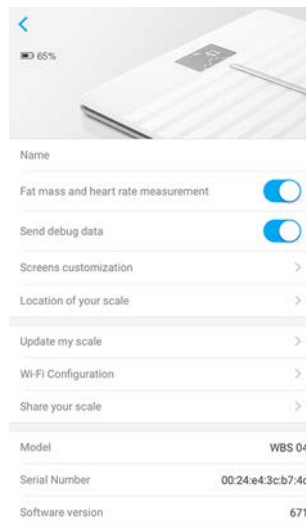 65%
Name
Fat mass and heart rate measurement
Send debug data
Screens customization
Location of your scale
Update my scale
Wi-Fi Configuration
Share your scale
Model WBS 04
Serial Number 00:24:e4:3c:b7:4c
Software version 671